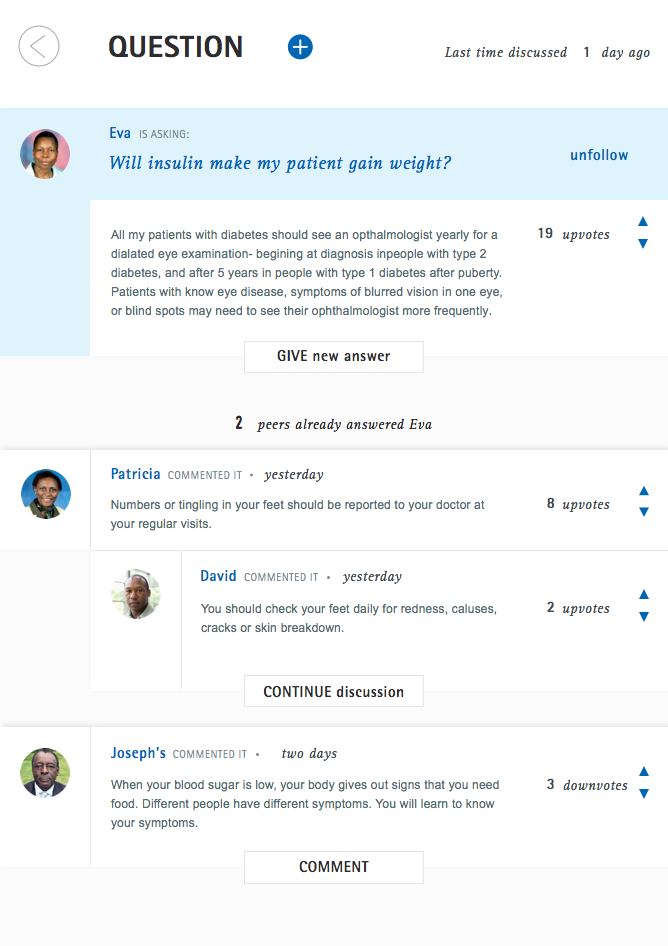 QUESTION
Last time discussed 1 day ago
Eva IS ASKING:
Will insulin make my patient gain weight?
unfollow
All my patients with diabetes should see an opthalmologist yearly for a
dialated eye examination- begining at diagnosis inpeople with type 2
diabetes, and after 5 years in people with type 1 diabetes after puberty.
Patients with know eye disease, symptoms of blurred vision in one eye,
or blind spots may need to see their ophthalmologist more frequently.
19 upvotes
GIVE new answer
2 peers already answered Eva
Patricia COMMENTED IT • yesterday
Numbers or tingling in your feet should be reported to your doctor at
your regular visits.
8 upvotes
David COMMENTED IT • yesterday
You should check your feet daily for redness, caluses,
cracks or skin breakdown.
2 upvotes
CONTINUE discussion
Joseph's COMMENTED IT • two days
When your blood sugar is low, your body gives out signs that you need
food. Different people have different symptoms. You will learn to know
your symptoms.
3 downvotes
COMMENT